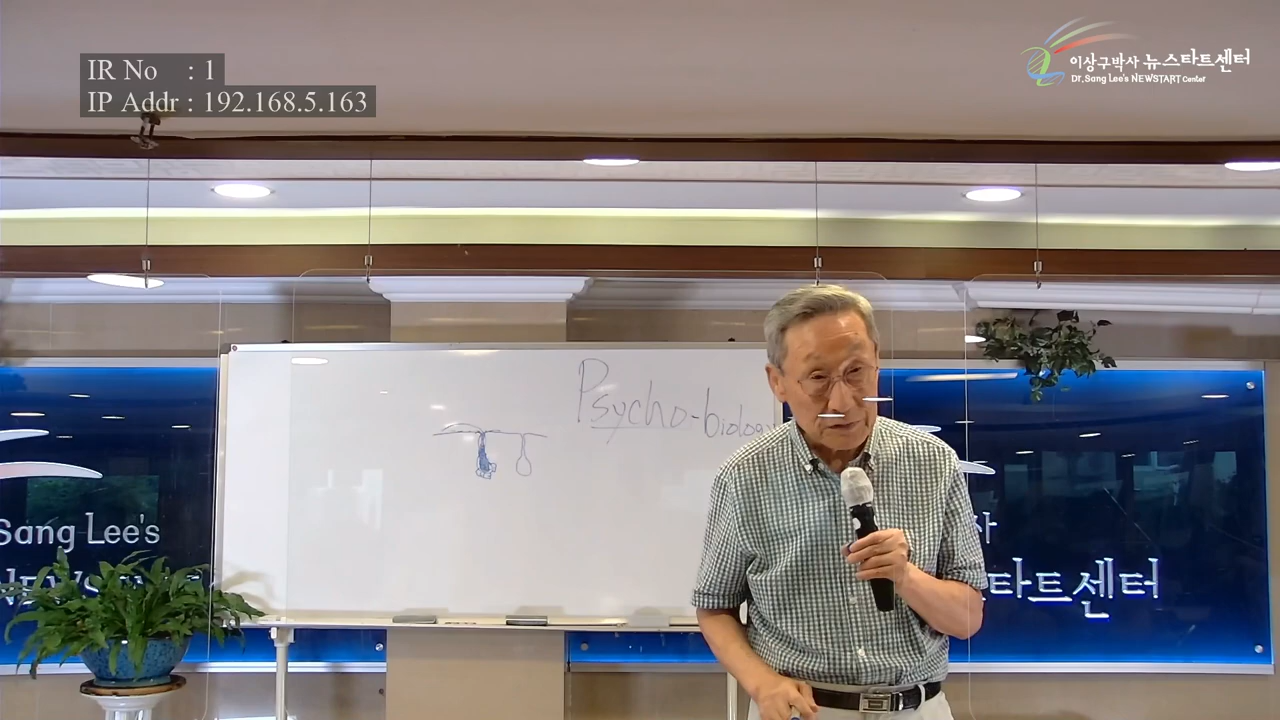 IR No : 1
IP Addr : 192.168.5.163
이상구박사 뉴스타트센터
Dr. Sang Lee's NEWSTART Center
Psycho-biology
Sang Lee's
사
타트센터